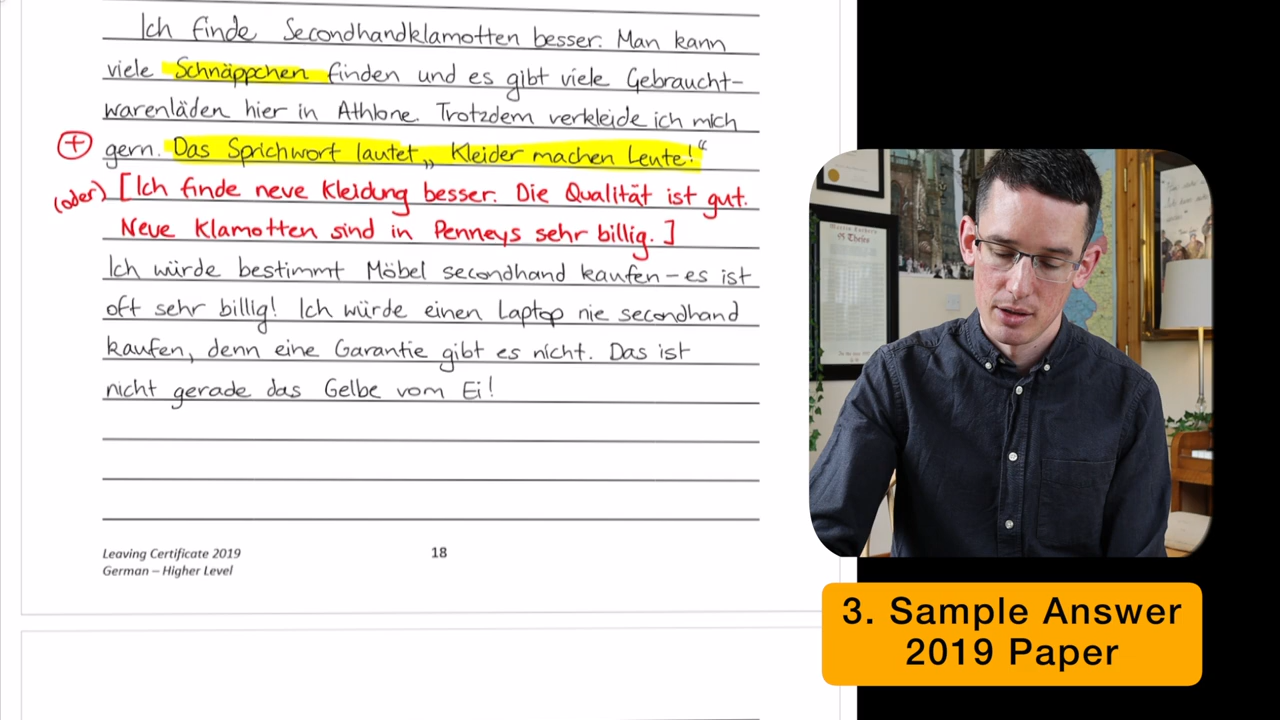 Ich finde Secondhandklamotten besser. Man kann
viele Schnäppchen finden und es gibt viele Gebraucht-
warenläden hier in Athlone. Trotzdem verkleide ich mich
+ gern. Das Sprichwort lautet „Kleider machen Leute!“
(oder) [Ich finde neue Kleidung besser. Die Qualität ist gut.
Neue Klamotten sind in Penneys sehr billig.]
Ich würde bestimmt Möbel secondhand kaufen – es ist
oft sehr billig! Ich würde einen Laptop nie secondhand
kaufen, denn eine Garantie gibt es nicht. Das ist
nicht gerade das Gelbe vom Ei!
Leaving Certificate 2019
18
German – Higher Level
Martin Luthers
95 Theses
3. Sample Answer
2019 Paper